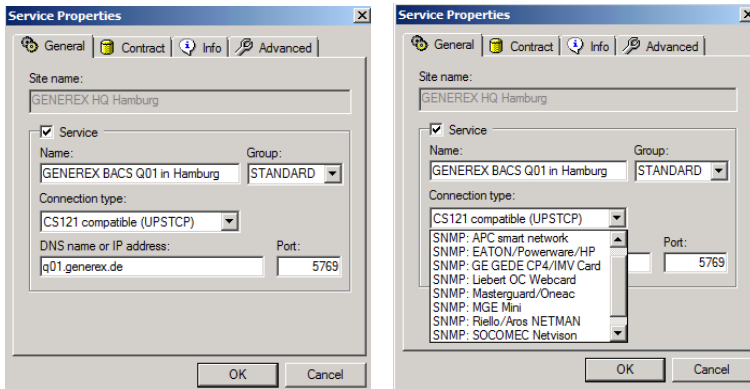 Service Properties
General Contract Info Advanced
Site name:
GENEREX HQ Hamburg
Service
Name: Group:
GENEREX BACS Q01 in Hamburg STANDARD
Connection type:
CS121 compatible (UPSTCP)
DNS name or IP address: Port:
q01.generex.de 5769
OK Cancel
Service Properties
General Contract Info Advanced
Site name:
GENEREX HQ Hamburg
Service
Name: Group:
GENEREX BACS Q01 in Hamburg STANDARD
Connection type:
CS121 compatible (UPSTCP)
SNMP: APC smart network
SNMP: EATON/Powerware/HP
SNMP: GE GEDE CP4/IMV Card
SNMP: Liebert OC Webcard
SNMP: Masterguard/Oneac
SNMP: MGE Mini
SNMP: Riello/Aros NETMAN
SNMP: SOCOMEC Netvison
Port:
5769
OK Cancel